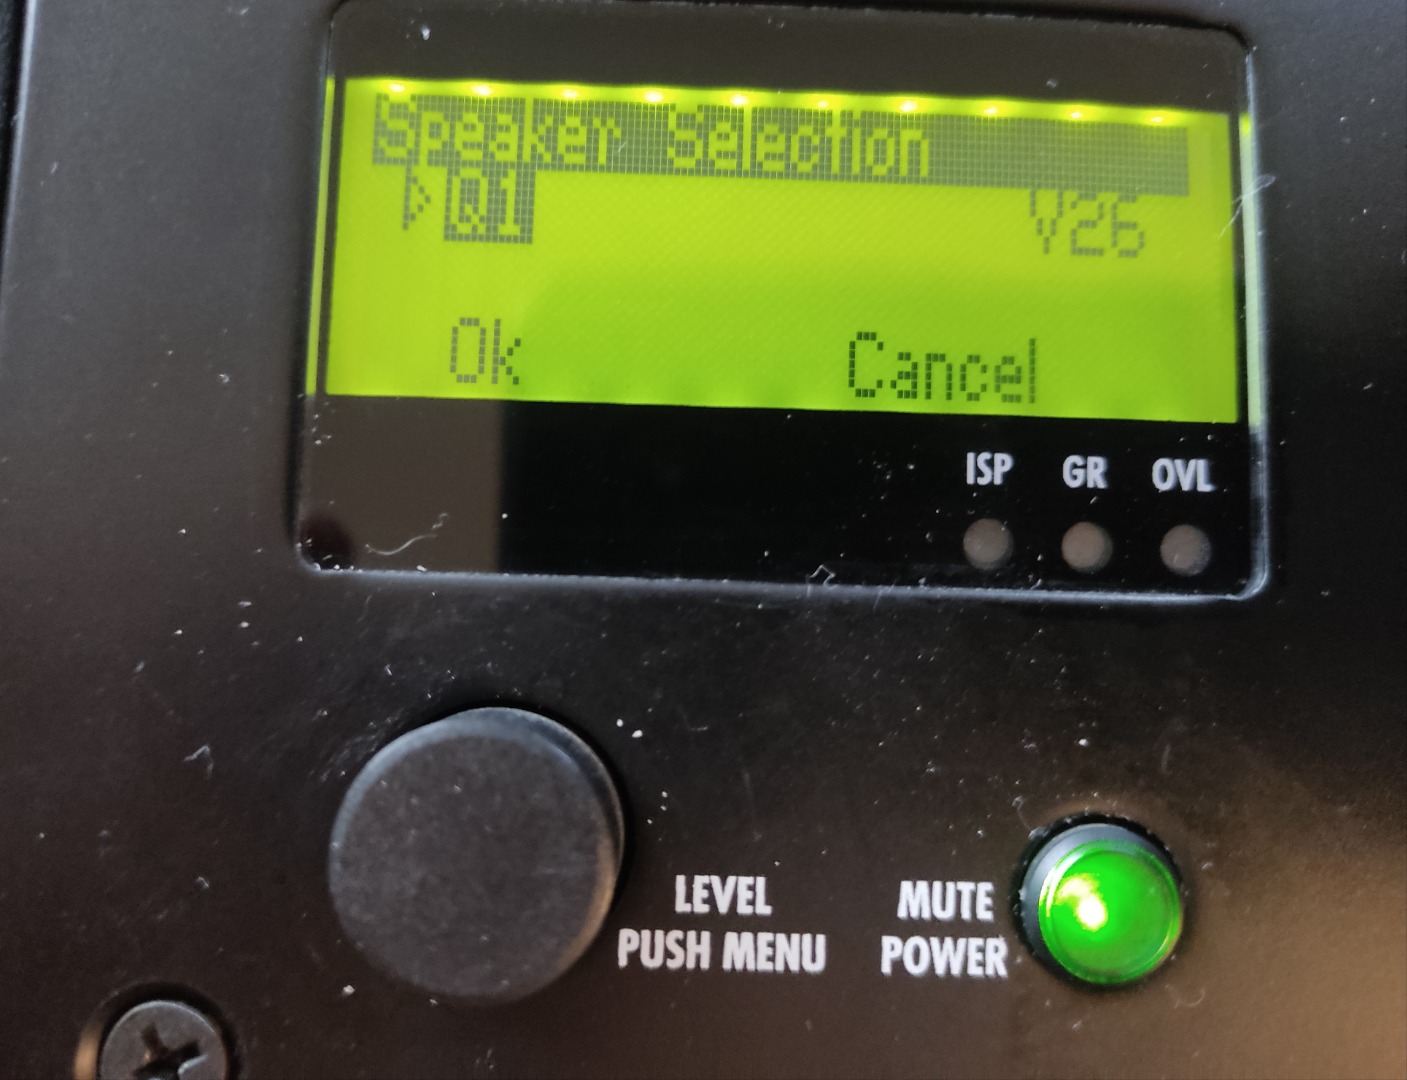 Speaker Selection
Q1 V26
Ok Cancel
ISP GR OVL
LEVEL
PUSH MENU
MUTE
POWER